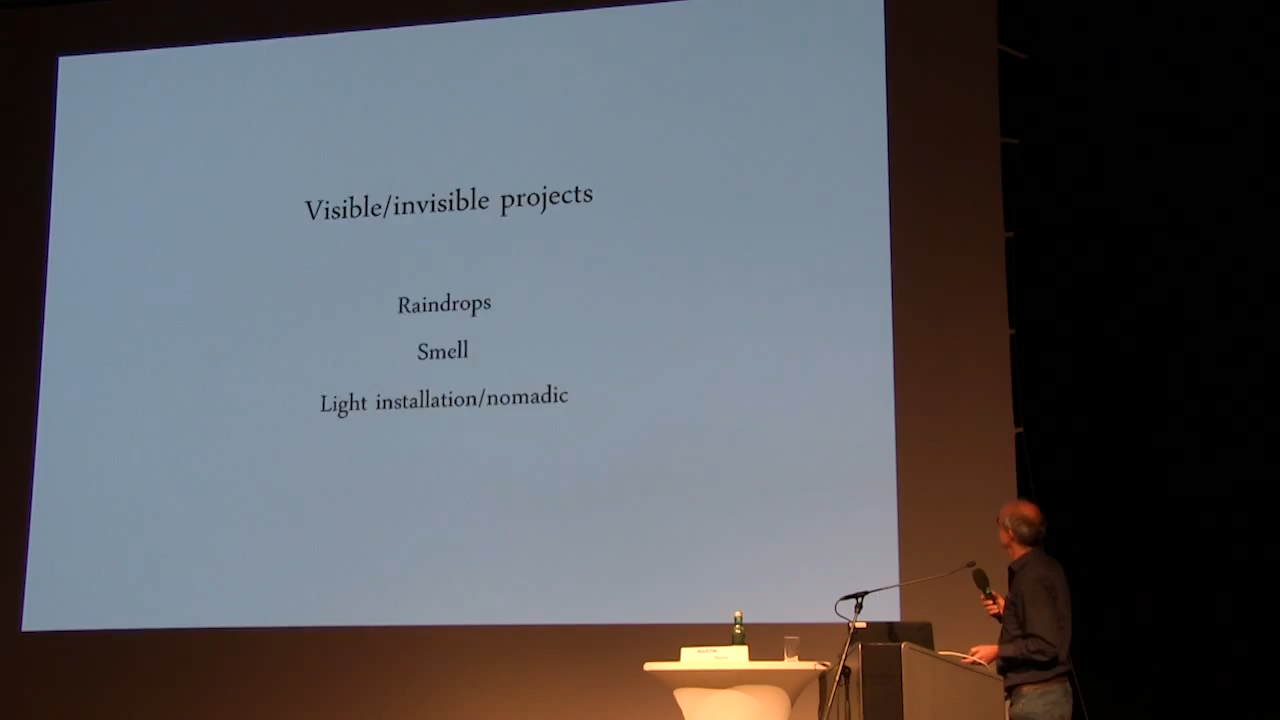 Visible/invisible projects
Raindrops
Smell
Light installation/nomadic